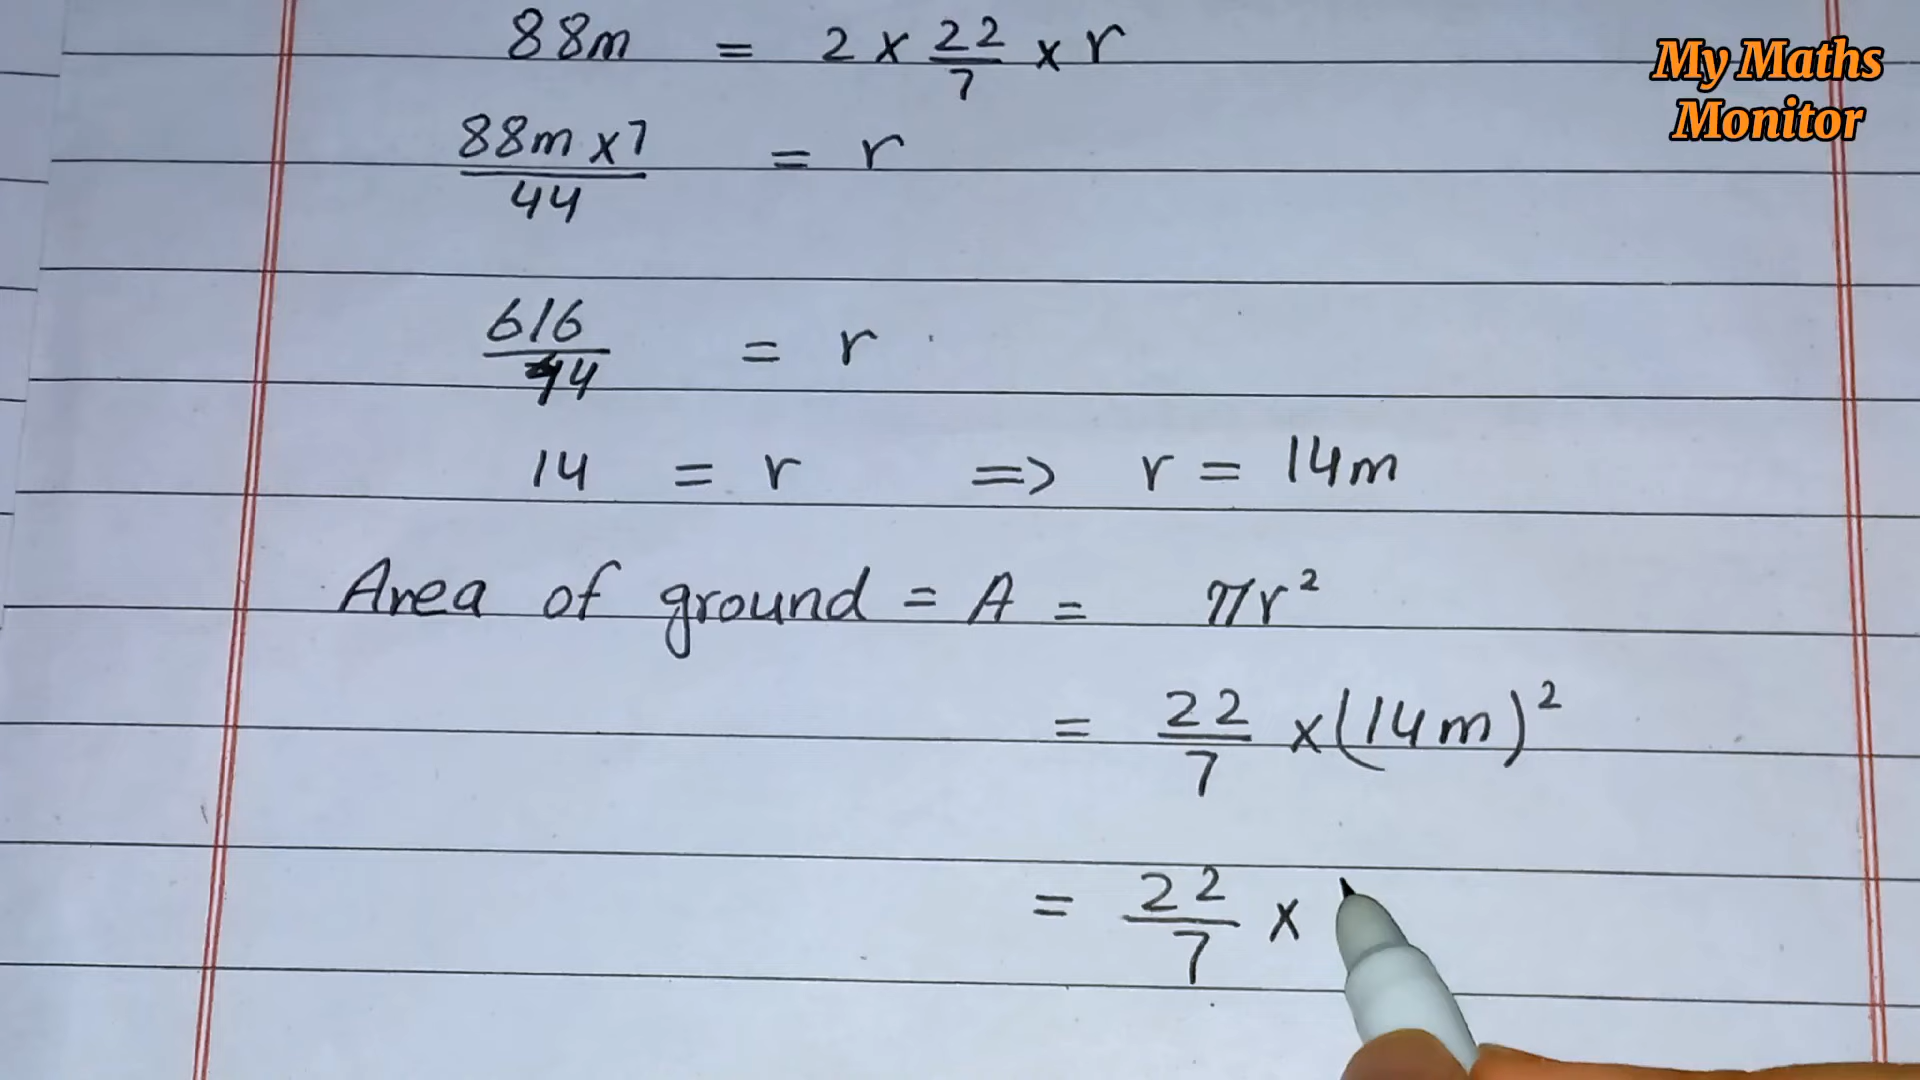 88m = 2 × 22/7 × r
My Maths
Monitor
88m × 7/44 = r
616/44 = r
14 = r => r = 14m
Area of ground = A = πr²
= 22/7 × (14m)²
= 22/7 ×